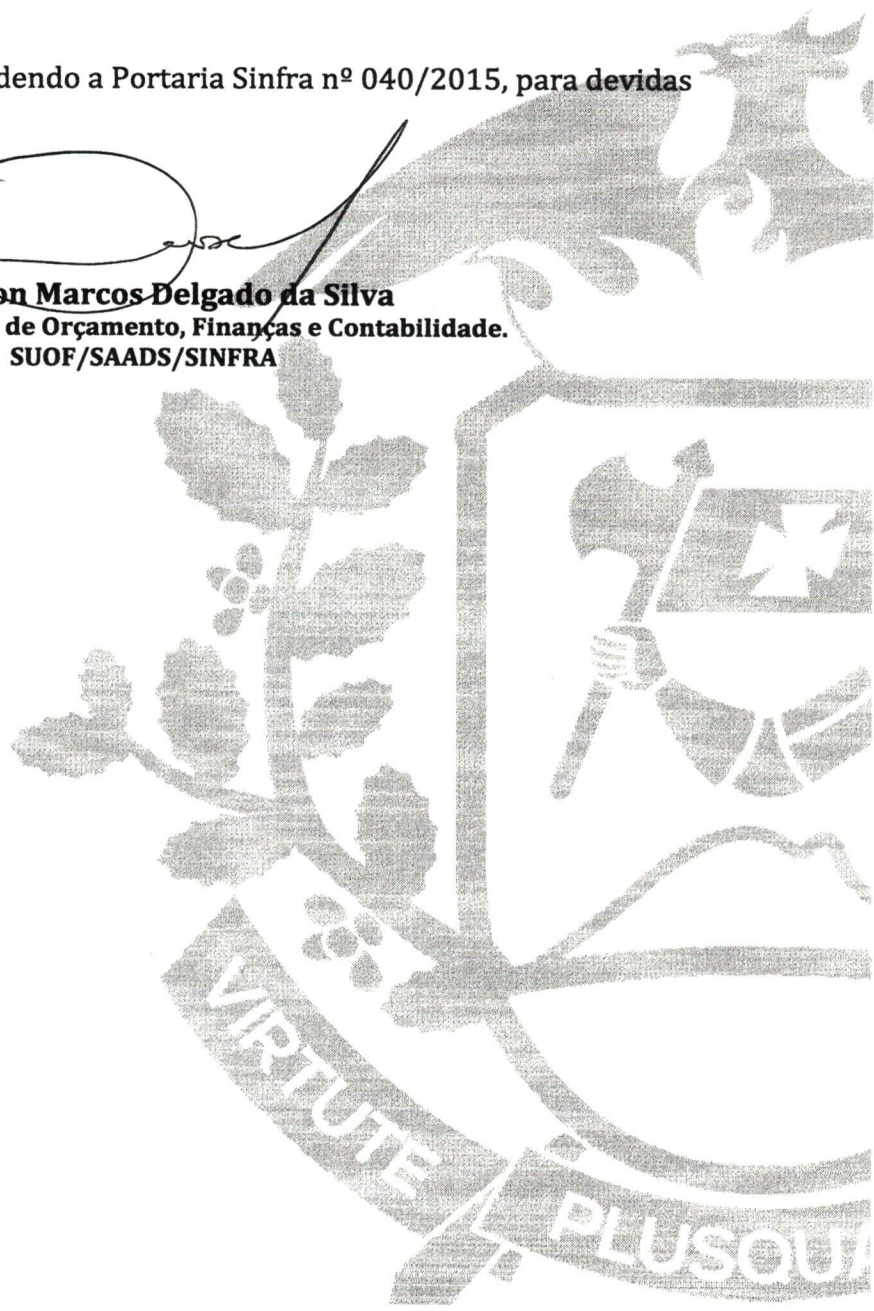 dendo a Portaria Sinfra nº 040/2015, para devidas
on Marcos Delgado da Silva
de Orçamento, Finanças e Contabilidade.
SUOF/SAADS/SINFRA
VIRTUTE
PLUSQUA